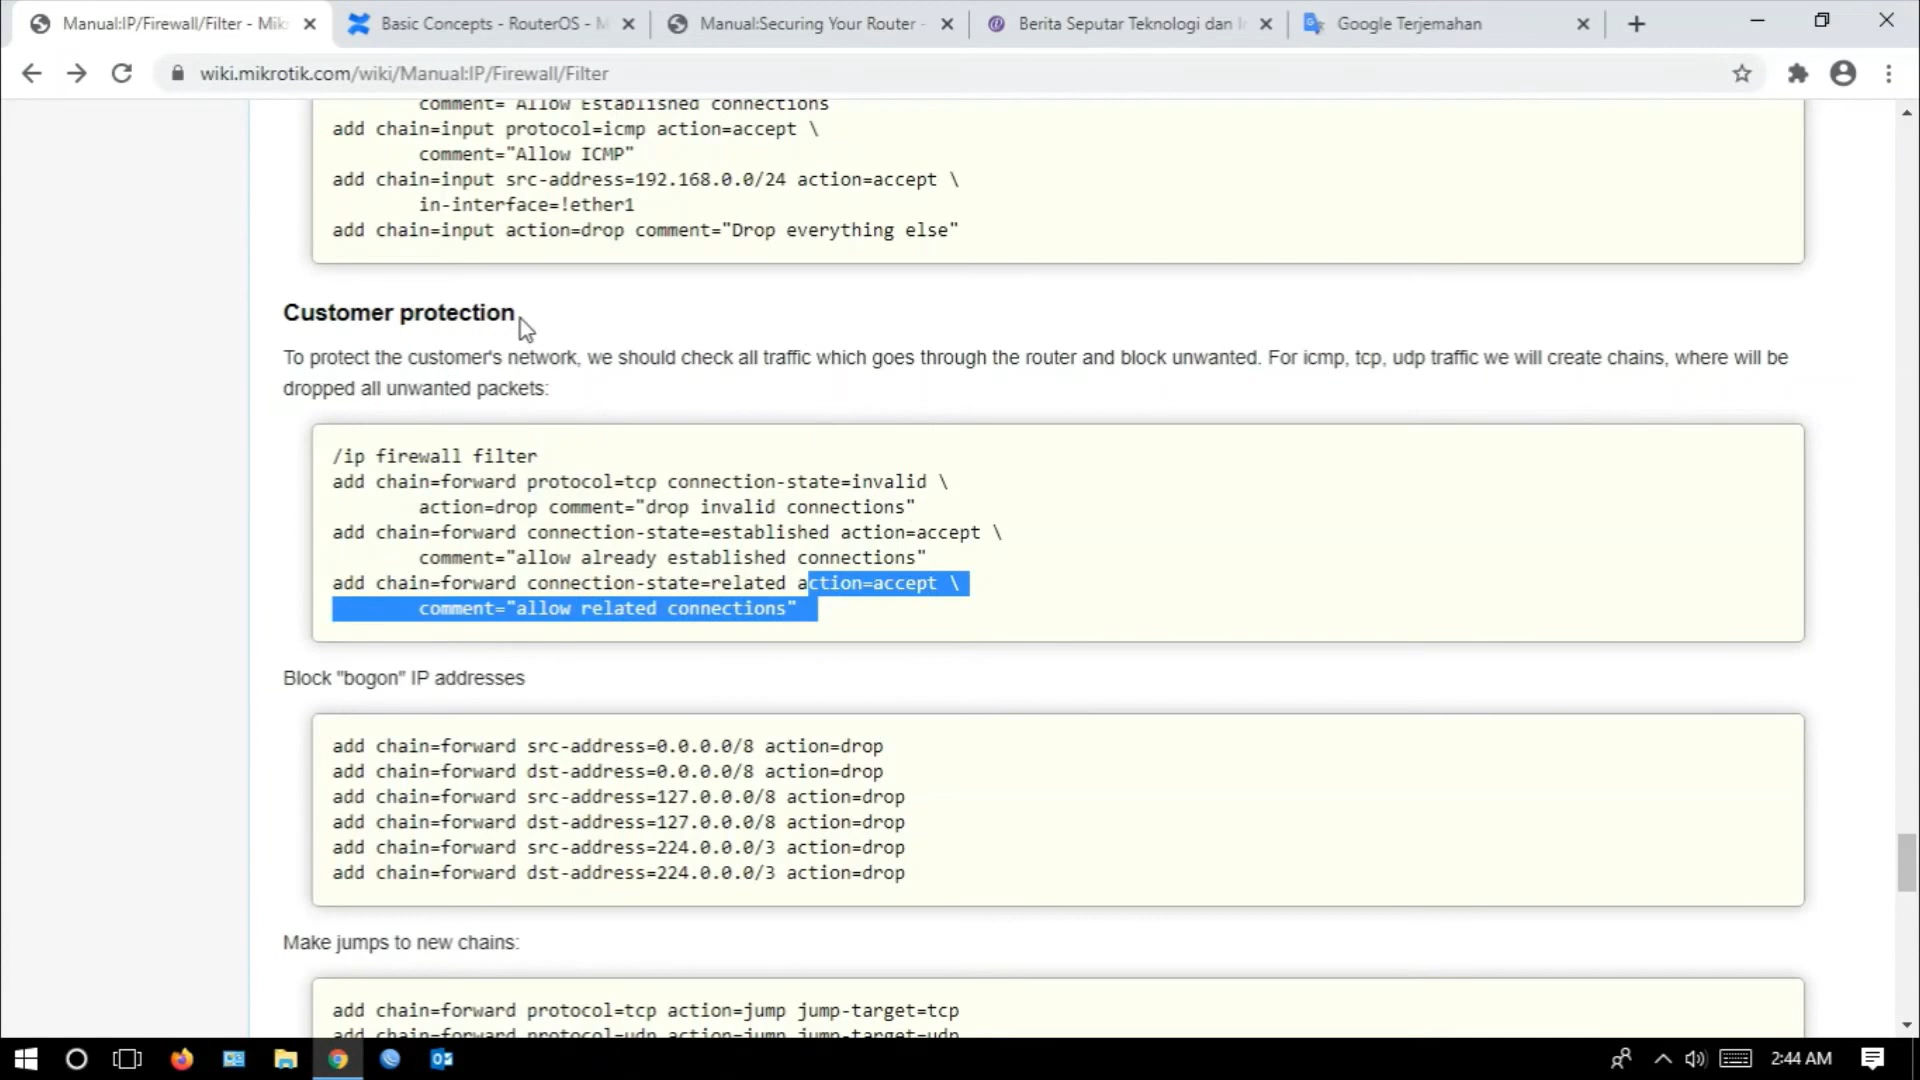 Manual:IP/Firewall/Filter - Mik
Basic Concepts - RouterOS - M
Manual:Securing Your Router -
Berita Seputar Teknologi dan In
Google Terjemahan
wiki.mikrotik.com/wiki/Manual:IP/Firewall/Filter
comment="Allow Established connections
add chain=input protocol=icmp action=accept \
comment="Allow ICMP"
add chain=input src-address=192.168.0.0/24 action=accept \
in-interface=!ether1
add chain=input action=drop comment="Drop everything else"
Customer protection
To protect the customer's network, we should check all traffic which goes through the router and block unwanted. For icmp, tcp, udp traffic we will create chains, where will be
dropped all unwanted packets:
/ip firewall filter
add chain=forward protocol=tcp connection-state=invalid \
action=drop comment="drop invalid connections"
add chain=forward connection-state=established action=accept \
comment="allow already established connections"
add chain=forward connection-state=related action=accept \
comment="allow related connections"
Block "bogon" IP addresses
add chain=forward src-address=0.0.0.0/8 action=drop
add chain=forward dst-address=0.0.0.0/8 action=drop
add chain=forward src-address=127.0.0.0/8 action=drop
add chain=forward dst-address=127.0.0.0/8 action=drop
add chain=forward src-address=224.0.0.0/3 action=drop
add chain=forward dst-address=224.0.0.0/3 action=drop
Make jumps to new chains:
add chain=forward protocol=tcp action=jump jump-target=tcp
add chain=forward protocol=udp action=jump jump-target=udp
2:44 AM